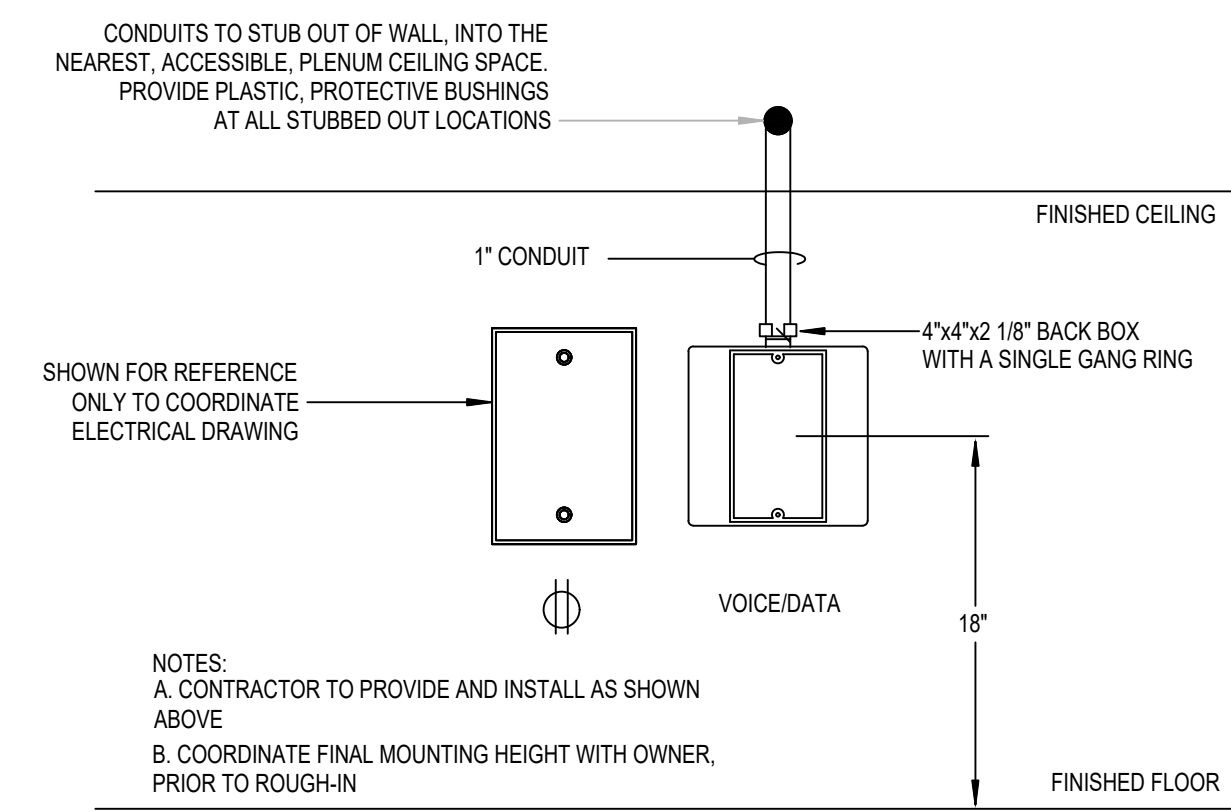 CONDUITS TO STUB OUT OF WALL, INTO THE
NEAREST, ACCESSIBLE, PLENUM CEILING SPACE.
PROVIDE PLASTIC, PROTECTIVE BUSHINGS
AT ALL STUBBED OUT LOCATIONS
FINISHED CEILING
1" CONDUIT
4"x4"x2 1/8" BACK BOX
WITH A SINGLE GANG RING
SHOWN FOR REFERENCE
ONLY TO COORDINATE
ELECTRICAL DRAWING
VOICE/DATA
18"
NOTES:
A. CONTRACTOR TO PROVIDE AND INSTALL AS SHOWN
ABOVE
B. COORDINATE FINAL MOUNTING HEIGHT WITH OWNER,
PRIOR TO ROUGH-IN
FINISHED FLOOR